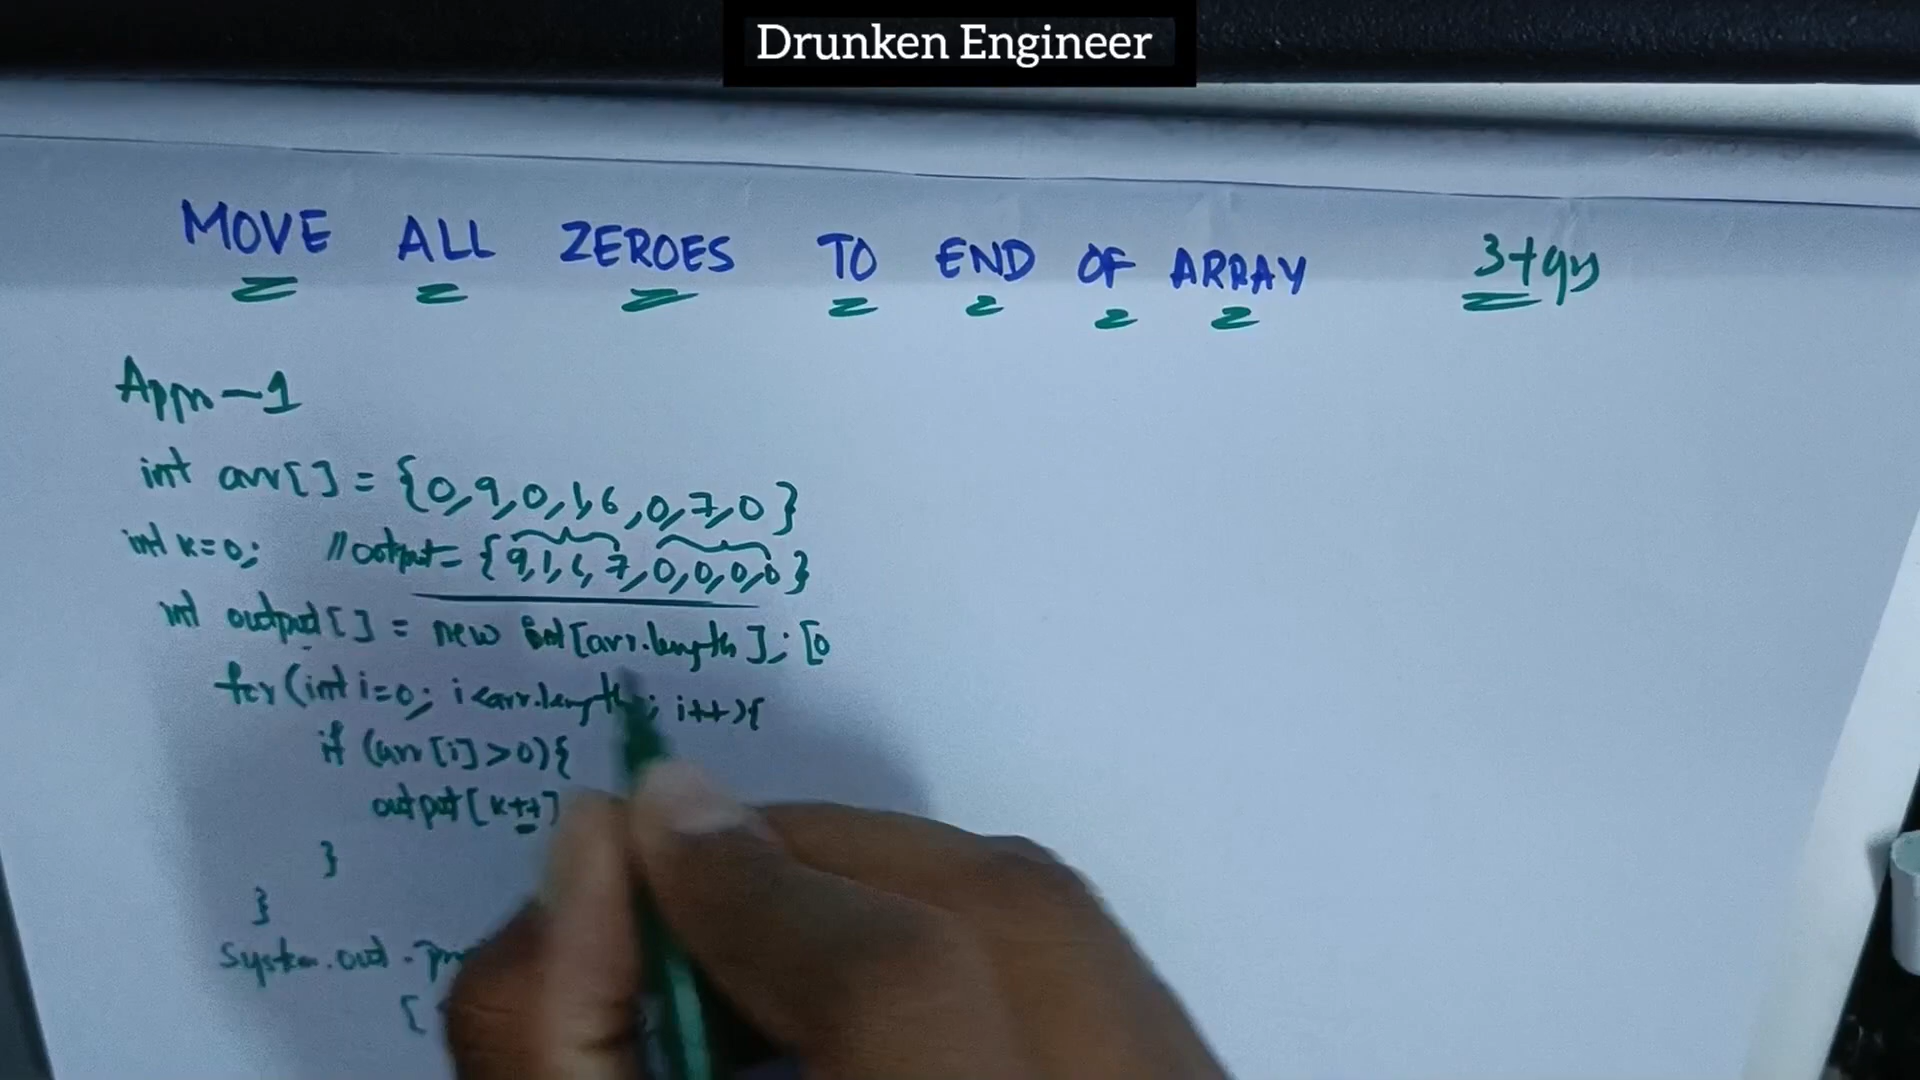 Drunken Engineer
MOVE ALL ZEROES TO END OF ARRAY 3+yrs
Appr-1
int arr[] = {0,9,0,1,6,0,7,0}
int k=0; //output= {9,1,6,7,0,0,0,0}
int output[] = new int[arr.length]; [0
for(int i=0; i<arr.length; i++){
if (arr[i]>0){
output[k++]
}
}
System.out.
[